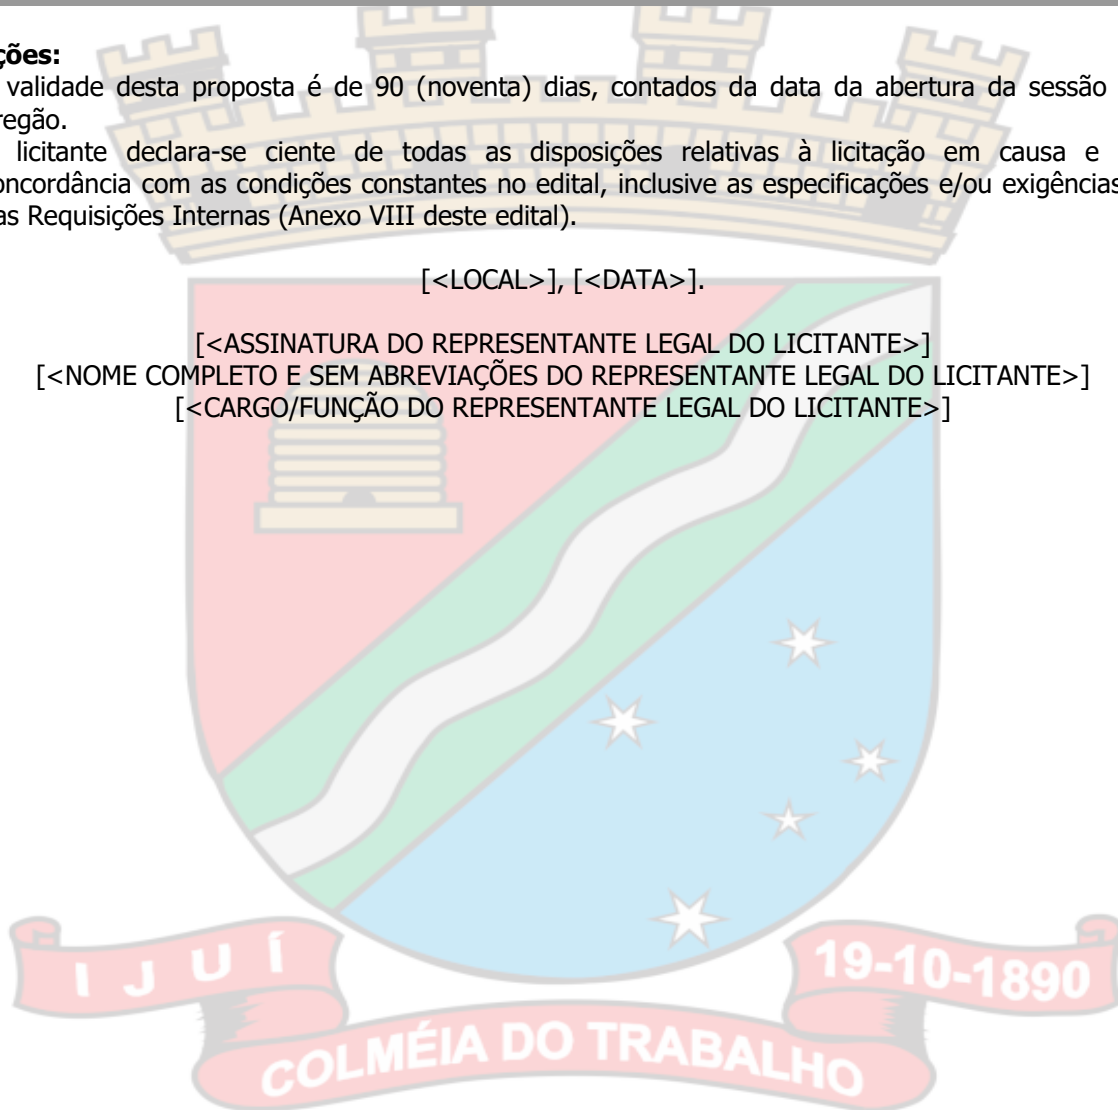 ções:
validade desta proposta é de 90 (noventa) dias, contados da data da abertura da sessão
regão.
licitante declara-se ciente de todas as disposições relativas à licitação em causa e
oncordância com as condições constantes no edital, inclusive as especificações e/ou exigências
as Requisições Internas (Anexo VIII deste edital).
[<LOCAL>], [<DATA>].
[<ASSINATURA DO REPRESENTANTE LEGAL DO LICITANTE>]
[<NOME COMPLETO E SEM ABREVIAÇÕES DO REPRESENTANTE LEGAL DO LICITANTE>]
[<CARGO/FUNÇÃO DO REPRESENTANTE LEGAL DO LICITANTE>]
IJUÍ
19-10-1890
COLMÉIA DO TRABALHO